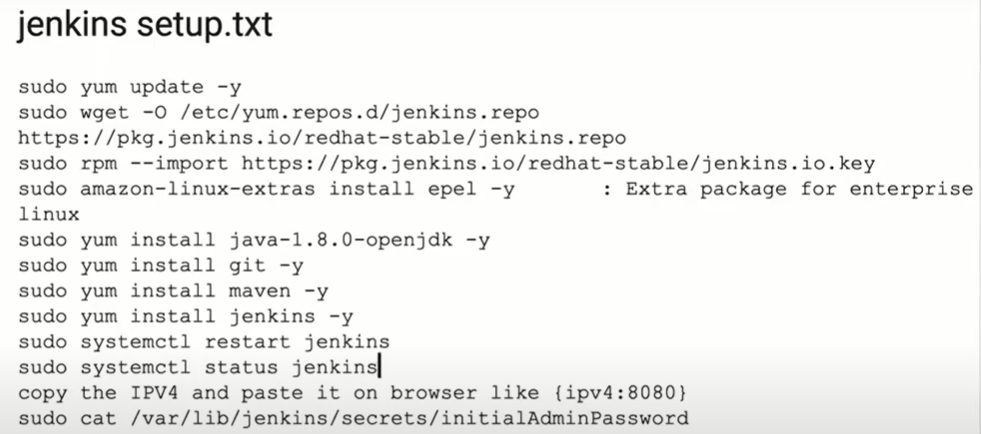 jenkins setup.txt
sudo yum update -y
sudo wget -O /etc/yum.repos.d/jenkins.repo
https://pkg.jenkins.io/redhat-stable/jenkins.repo
sudo rpm --import https://pkg.jenkins.io/redhat-stable/jenkins.io.key
sudo amazon-linux-extras install epel -y       : Extra package for enterprise
linux
sudo yum install java-1.8.0-openjdk -y
sudo yum install git -y
sudo yum install maven -y
sudo yum install jenkins -y
sudo systemctl restart jenkins
sudo systemctl status jenkins
copy the IPV4 and paste it on browser like {ipv4:8080}
sudo cat /var/lib/jenkins/secrets/initialAdminPassword